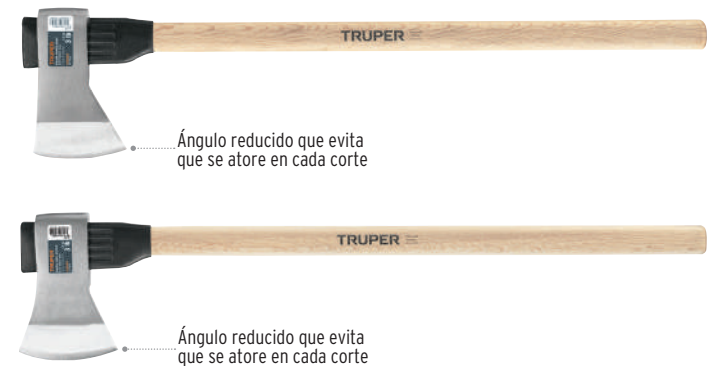 TRUPER
Ángulo reducido que evita
que se atore en cada corte
TRUPER
Ángulo reducido que evita
que se atore en cada corte